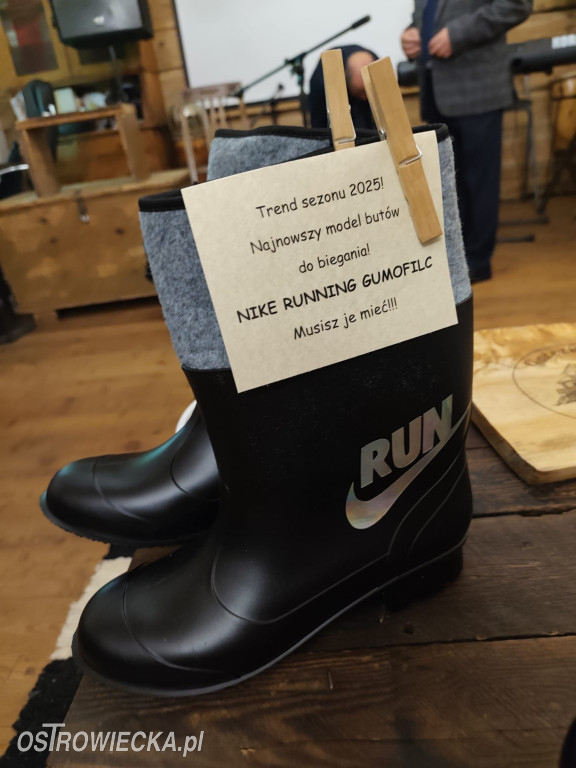 Trend sezonu 2025!
Najnowszy model butów
do biegania!
NIKE RUNNING GUMOFILC
Musisz je mieć!!!
RUN
OSTROWIECKA.pl